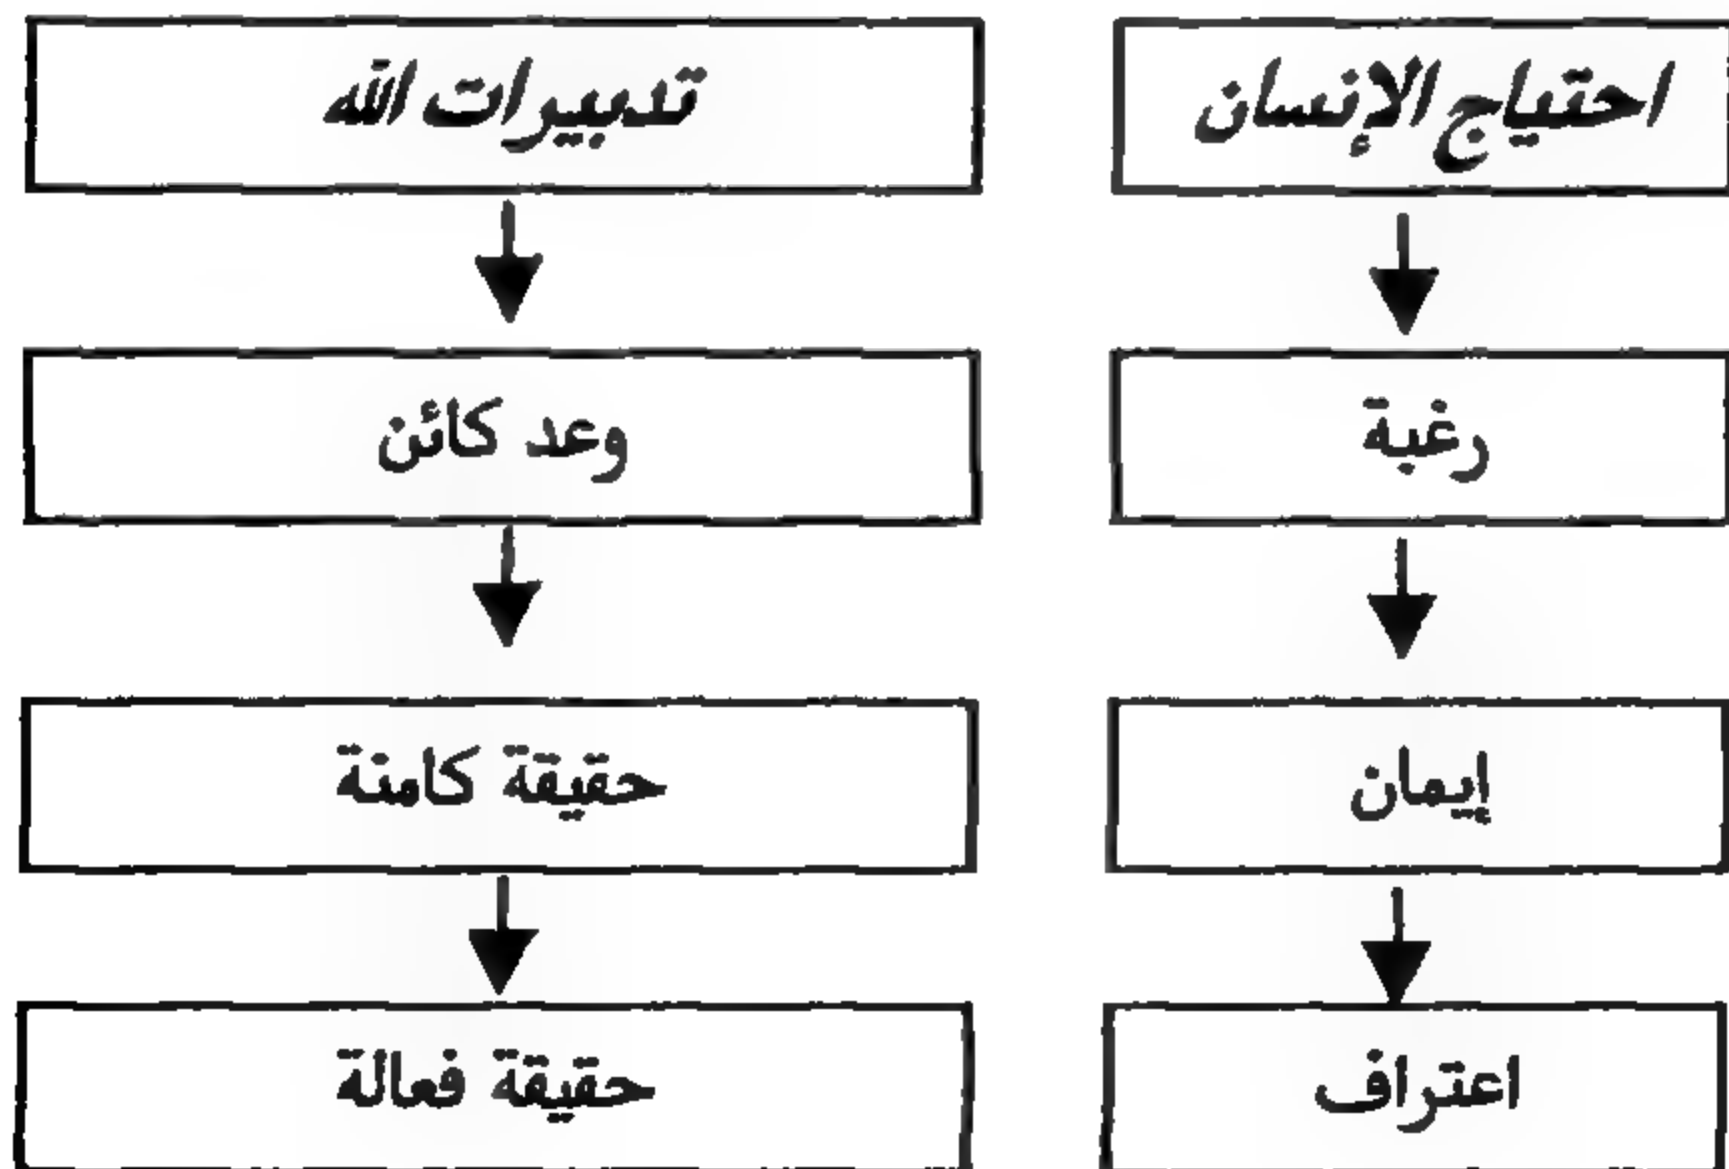 احتياج الإنسان
تدبيرات الله
رغبة
وعد كائن
إيمان
حقيقة كامنة
اعتراف
حقيقة فعالة